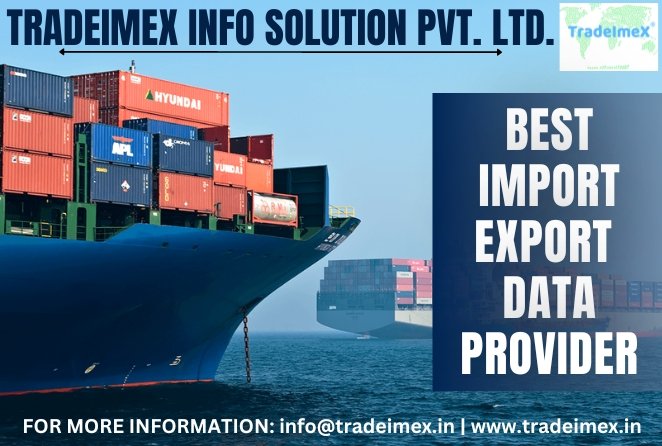 TRADEIMEX INFO SOLUTION PVT. LTD.
TradeImeX®
BEST
IMPORT
EXPORT
DATA
PROVIDER
HYUNDAI
APL
YUNDAI
FOR MORE INFORMATION: info@tradeimex.in | www.tradeimex.in